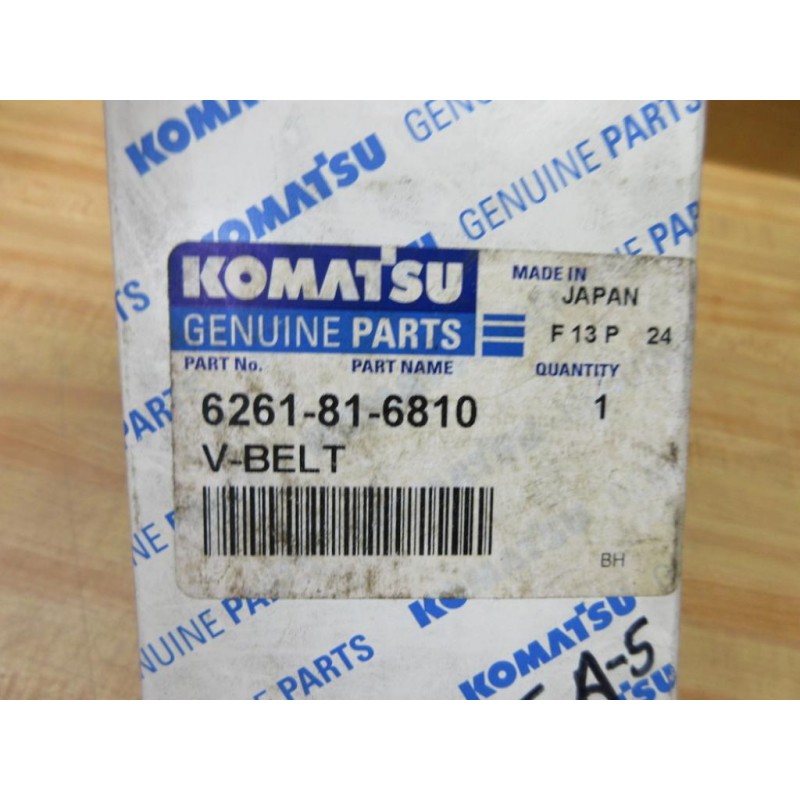 KOMATSU GENUINE PARTS
KOMATSU GENUINE PARTS
KOMATSU
GENUINE PARTS
MADE IN
JAPAN
F 13 P 24
PART No. PART NAME QUANTITY
6261-81-6810 1
V-BELT
BH
GENUINE PARTS
KOMATSU
A-5